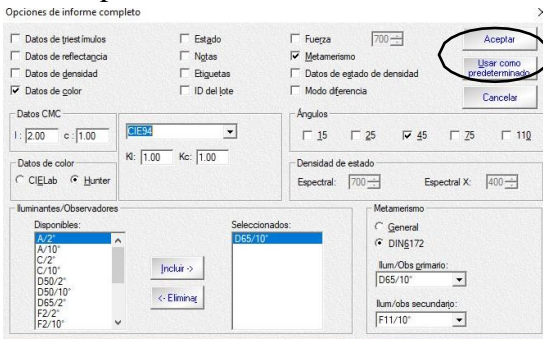 Opciones de informe completo
Datos de triestímulos
Estado
Fuerza
700
Aceptar
Datos de reflectancia
Notas
Metamerismo
Usar como predeterminado
Datos de densidad
Etiquetas
Datos de estado de densidad
Datos de color
ID del lote
Modo diferencia
Cancelar
Datos CMC
l : 2.00 c : 1.00
CIE94
Kl: 1.00 Kc: 1.00
Ángulos
15 25 45 75 110
Datos de color
CIELab Hunter
Densidad de estado
Espectral: 700 Espectral X: 400
Iluminantes/Observadores
Disponibles:
A/2°
A/10°
C/2°
C/10°
D50/2°
D50/10°
D65/2°
F2/2°
F2/10°
Incluir ->
<- Eliminar
Seleccionados:
D65/10°
Metamerismo
General
DIN6172
Ilum/Obs primario:
D65/10°
Ilum/obs secundario:
F11/10°